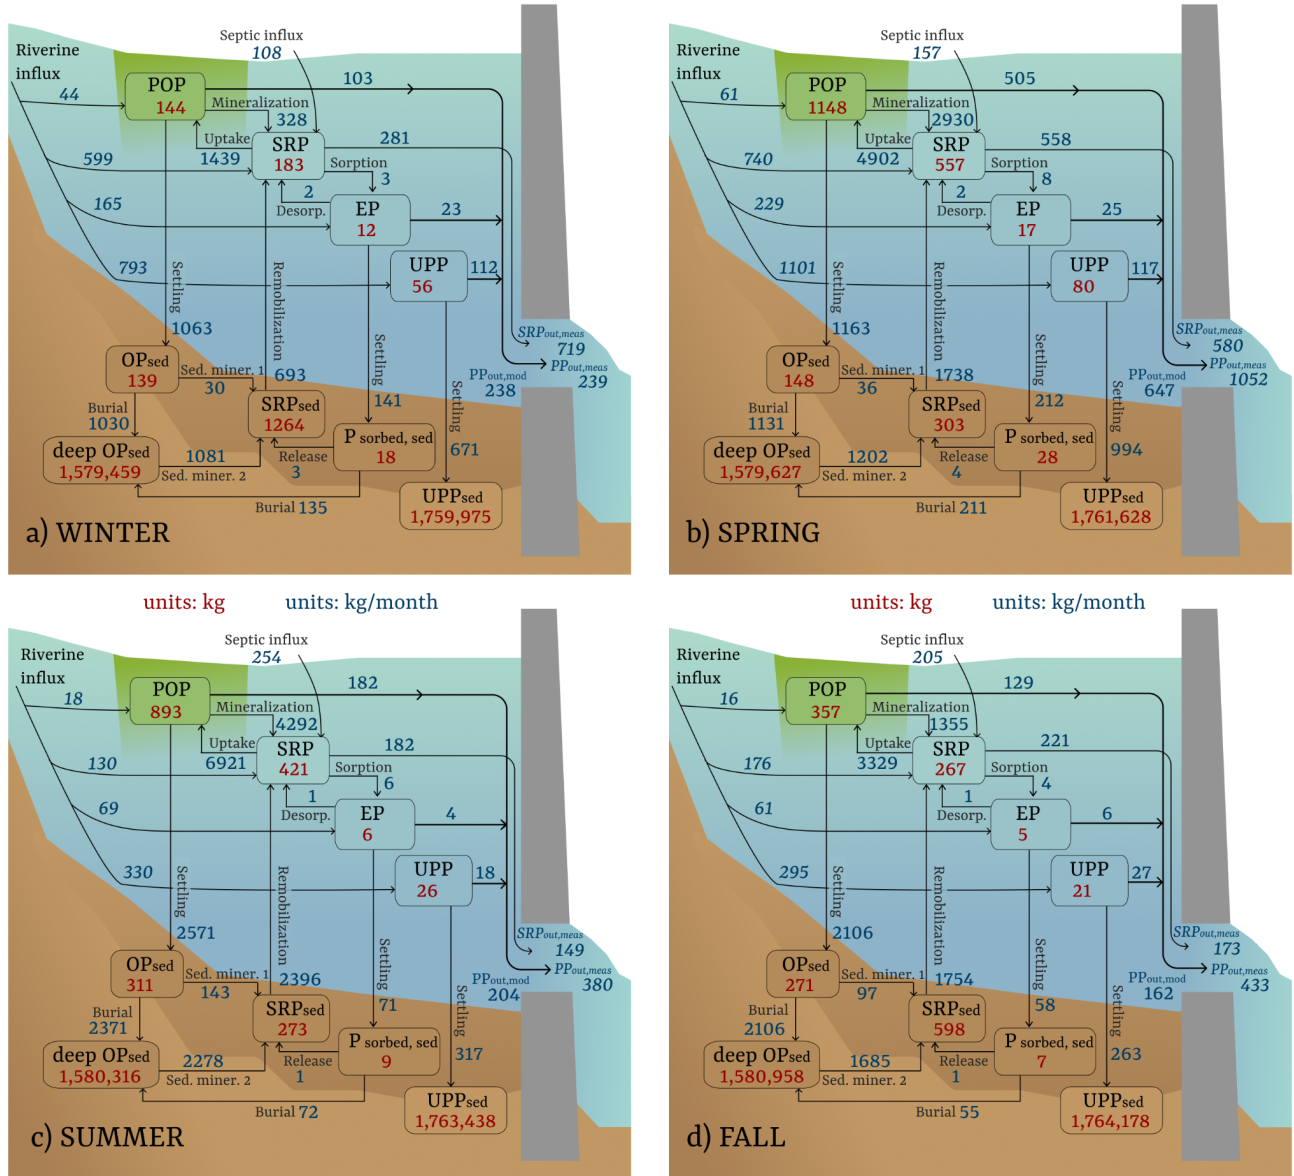 Riverine
influx
Septic influx
108
44
POP
144
103
Mineralization
328
Uptake
1439
SRP
183
281
599
Sorption
3
2
Desorp.
165
EP
12
23
793
UPP
56
112
Settling
Remobilization
1063
SRPout,meas
719
PPout,meas
239
PPout,mod
238
OPsed
139
Sed. miner. 1
30
693
Settling
141
Settling
671
Burial
1030
SRPsed
1264
deep OPsed
1,579,459
1081
Sed. miner. 2
Release
3
P sorbed, sed
18
Burial 135
UPPsed
1,759,975
a) WINTER
Riverine
influx
Septic influx
157
61
POP
1148
505
Mineralization
2930
Uptake
4902
SRP
557
558
740
Sorption
8
2
Desorp.
229
EP
17
25
1101
UPP
80
117
Settling
Remobilization
1163
SRPout,meas
580
PPout,meas
1052
PPout,mod
647
OPsed
148
Sed. miner. 1
36
1738
Settling
212
Settling
994
Burial
1131
SRPsed
303
deep OPsed
1,579,627
1202
Sed. miner. 2
Release
4
P sorbed, sed
28
Burial 211
UPPsed
1,761,628
b) SPRING
units: kg units: kg/month
units: kg units: kg/month
Riverine
influx
Septic influx
254
18
POP
893
182
Mineralization
4292
Uptake
6921
SRP
421
182
130
Sorption
6
1
Desorp.
69
EP
6
4
330
UPP
26
18
Settling
Remobilization
2571
SRPout,meas
149
PPout,meas
380
PPout,mod
204
OPsed
311
Sed. miner. 1
143
2396
Settling
71
Settling
317
Burial
2371
SRPsed
273
deep OPsed
1,580,316
2278
Sed. miner. 2
Release
1
P sorbed, sed
9
Burial 72
UPPsed
1,763,438
c) SUMMER
Riverine
influx
Septic influx
205
16
POP
357
129
Mineralization
1355
Uptake
3329
SRP
267
221
176
Sorption
4
1
Desorp.
61
EP
5
6
295
UPP
21
27
Settling
Remobilization
2106
SRPout,meas
173
PPout,meas
433
PPout,mod
162
OPsed
271
Sed. miner. 1
97
1754
Settling
58
Settling
263
Burial
2106
SRPsed
598
deep OPsed
1,580,958
1685
Sed. miner. 2
Release
1
P sorbed, sed
7
Burial 55
UPPsed
1,764,178
d) FALL